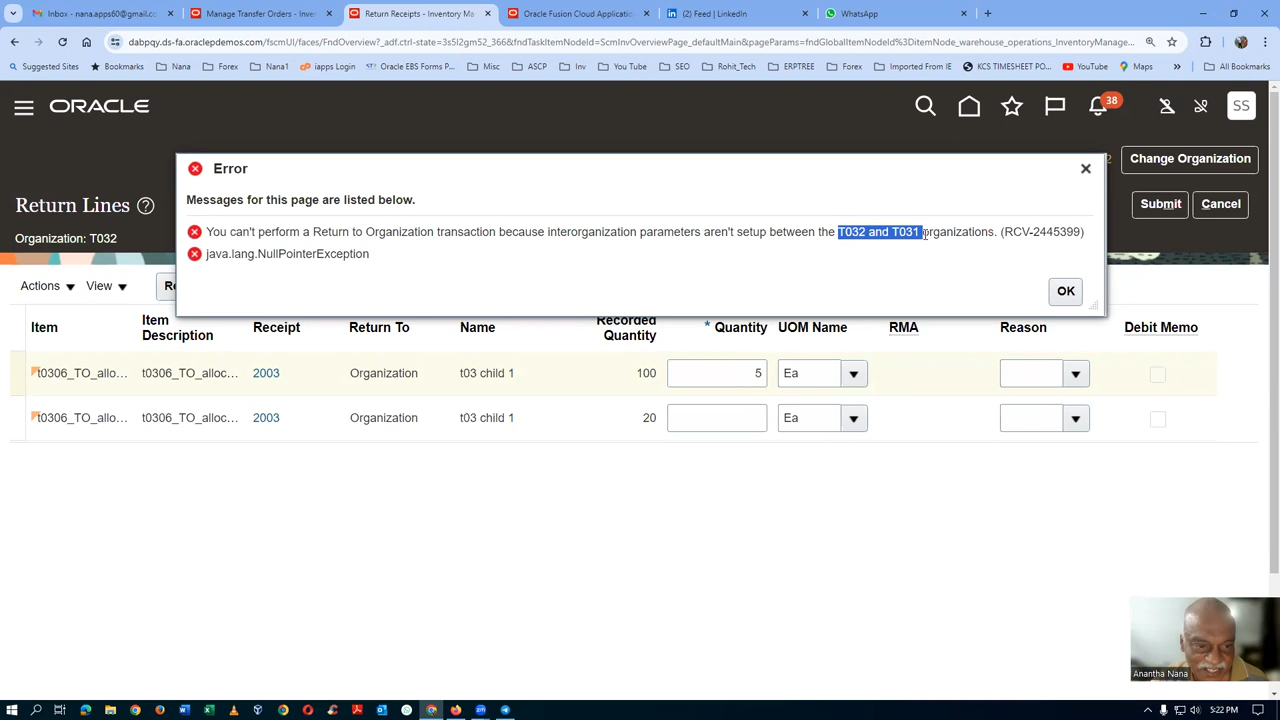 Inbox - nana.apps60@gmail.co
Manage Transfer Orders - Inven
Return Receipts - Inventory Ma
Oracle Fusion Cloud Application
(2) Feed | LinkedIn
WhatsApp
dabpqy.ds-fa.oraclepdemos.com/fscmUI/faces/FndOverview?_adf.ctrl-state=3s5l2gm52_366&fndTaskItemNodeId=ScmInvOverviewPage_defaultMain&pageParams=fndGlobalItemNodeId%3DitemNode_warehouse_operations_InventoryManage...
Suggested Sites
Bookmarks
Nana
Forex
Nana1
iapps Login
Oracle EBS Forms P...
Misc
ASCP
Inv
You Tube
SEO
Rohit_Tech
ERPTREE
Forex
Imported From IE
KCS TIMESHEET PO...
YouTube
Maps
All Bookmarks
ORACLE
38
SS
Change Organization
Return Lines
Submit
Cancel
Organization: T032
Error
Messages for this page are listed below.
You can't perform a Return to Organization transaction because interorganization parameters aren't setup between the T032 and T031 organizations. (RCV-2445399)
java.lang.NullPointerException
OK
Actions
View
Item
Item Description
Receipt
Return To
Name
Recorded Quantity
* Quantity
UOM Name
RMA
Reason
Debit Memo
t0306_TO_allo... t0306_TO_alloc... 2003 Organization t03 child 1 100 5 Ea
t0306_TO_allo... t0306_TO_alloc... 2003 Organization t03 child 1 20 Ea
Anantha Nana
5:22 PM